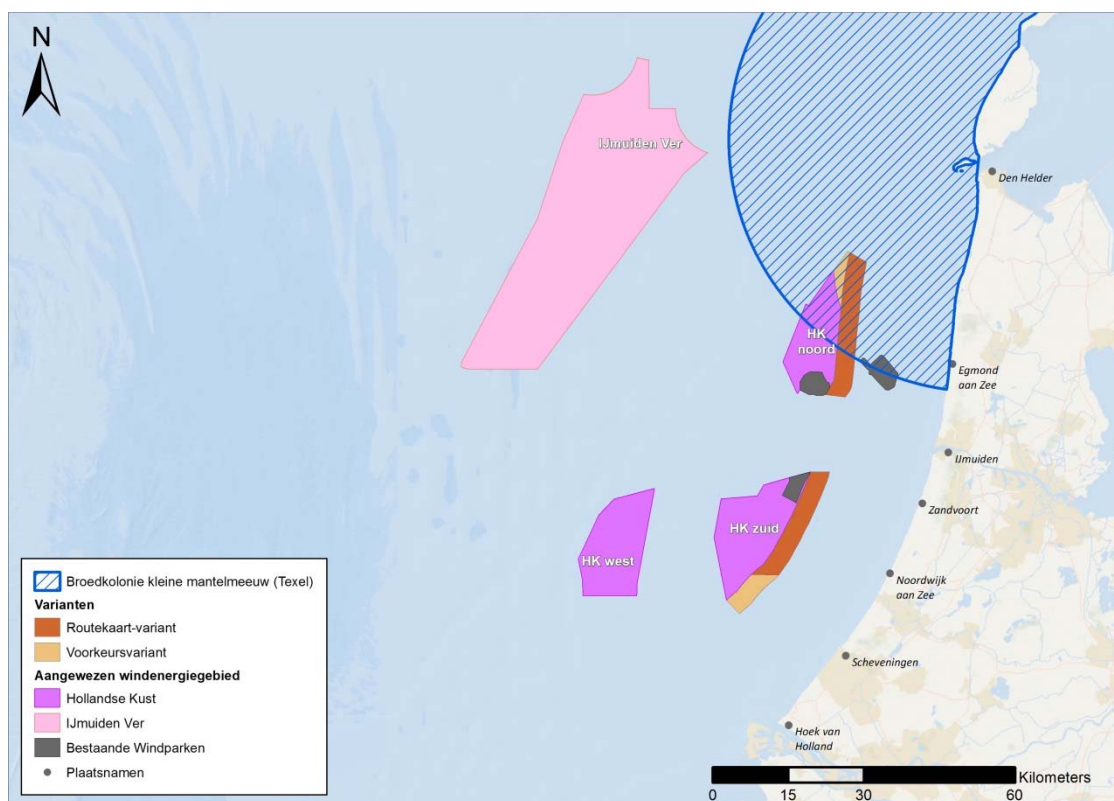 N
IJmuiden Ver
Den Helder
HK
noord
Egmond
aan Zee
IJmuiden
Zandvoort
HK zuid
HK west
Noordwijk
aan Zee
Scheveningen
Hoek van
Holland
Broedkolonie kleine mantelmeeuw (Texel)
Varianten
Routekaart-variant
Voorkeursvariant
Aangewezen windenergiegebied
Hollandse Kust
IJmuiden Ver
Bestaande Windparken
Plaatsnamen
Kilometers
0 15 30 60